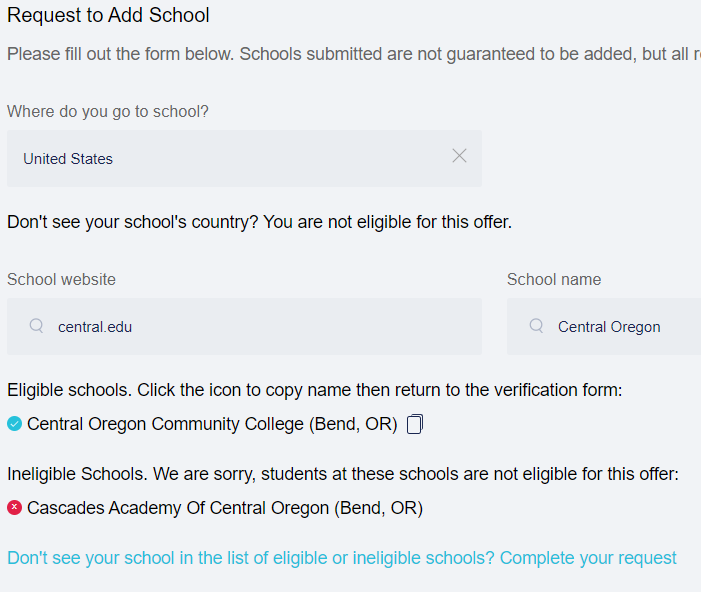 Request to Add School
Please fill out the form below. Schools submitted are not guaranteed to be added, but all
Where do you go to school?
United States
Don't see your school's country? You are not eligible for this offer.
School website
School name
central.edu
Central Oregon
Eligible schools. Click the icon to copy name then return to the verification form:
Central Oregon Community College (Bend, OR)
Ineligible Schools. We are sorry, students at these schools are not eligible for this offer:
Cascades Academy Of Central Oregon (Bend, OR)
Don't see your school in the list of eligible or ineligible schools? Complete your request